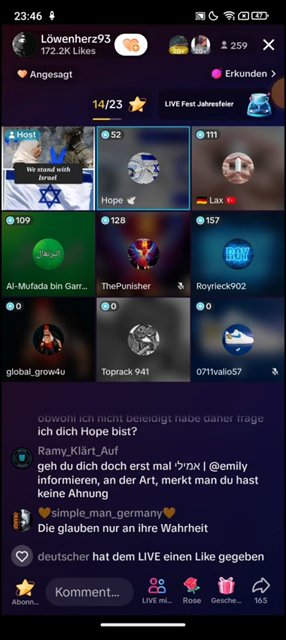 23:46
47
Löwenherz93
172.2K Likes
259
Angesagt
Erkunden >
14/23
LIVE Fest Jahresfeier
Host
We stand with
Israel
52
Hope 🕊
111
🇩🇪 Lax 🇹🇷
109
Al-Mufada bin Garr...
128
ThePunisher
157
ROY
Royrieck902
0
global_grow4u
0
Toprack 941
0
0711valio57
obwohl ich nicht beleidigt habe daher frage
ich dich Hope bist?
Ramy_Klärt_Auf
geh du dich doch erst mal אמילי | @emily
informieren, an der Art, merkt man du hast
keine Ahnung
🤎simple_man_germany🤎
Die glauben nur an ihre Wahrheit
deutscher hat dem LIVE einen Like gegeben
Abonn...
Komment...
LIVE mi...
Rose
Gesche...
165